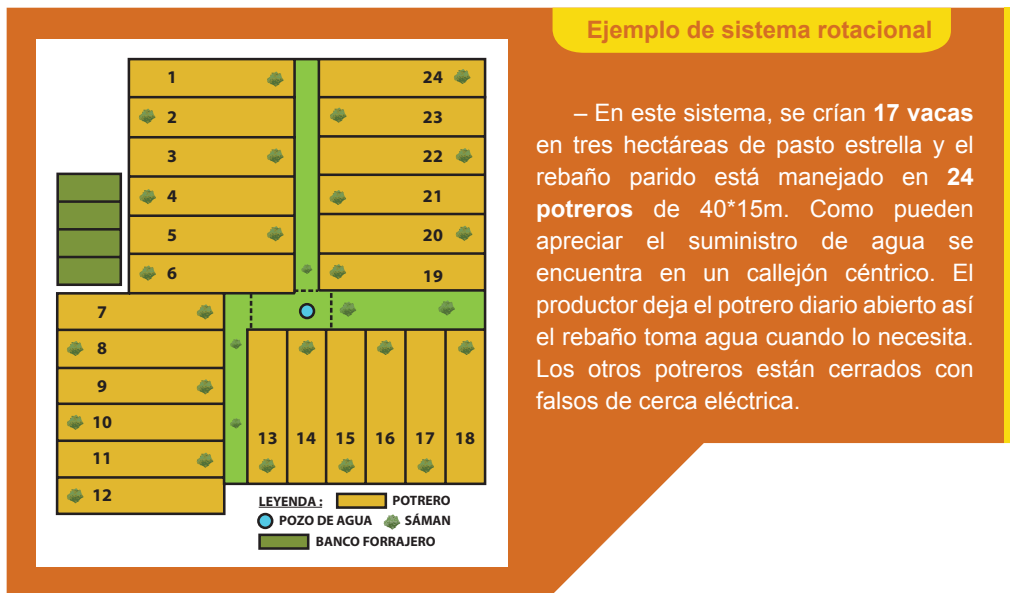 Ejemplo de sistema rotacional
– En este sistema, se crían 17 vacas
en tres hectáreas de pasto estrella y el
rebaño parido está manejado en 24
potreros de 40*15m. Como pueden
apreciar el suministro de agua se
encuentra en un callejón céntrico. El
productor deja el potrero diario abierto así
el rebaño toma agua cuando lo necesita.
Los otros potreros están cerrados con
falsos de cerca eléctrica.
1
2
3
4
5
6
7
8
9
10
11
12
13 14 15 16 17 18
24
23
22
21
20
19
LEYENDA : POTRERO
POZO DE AGUA SÁMAN
BANCO FORRAJERO